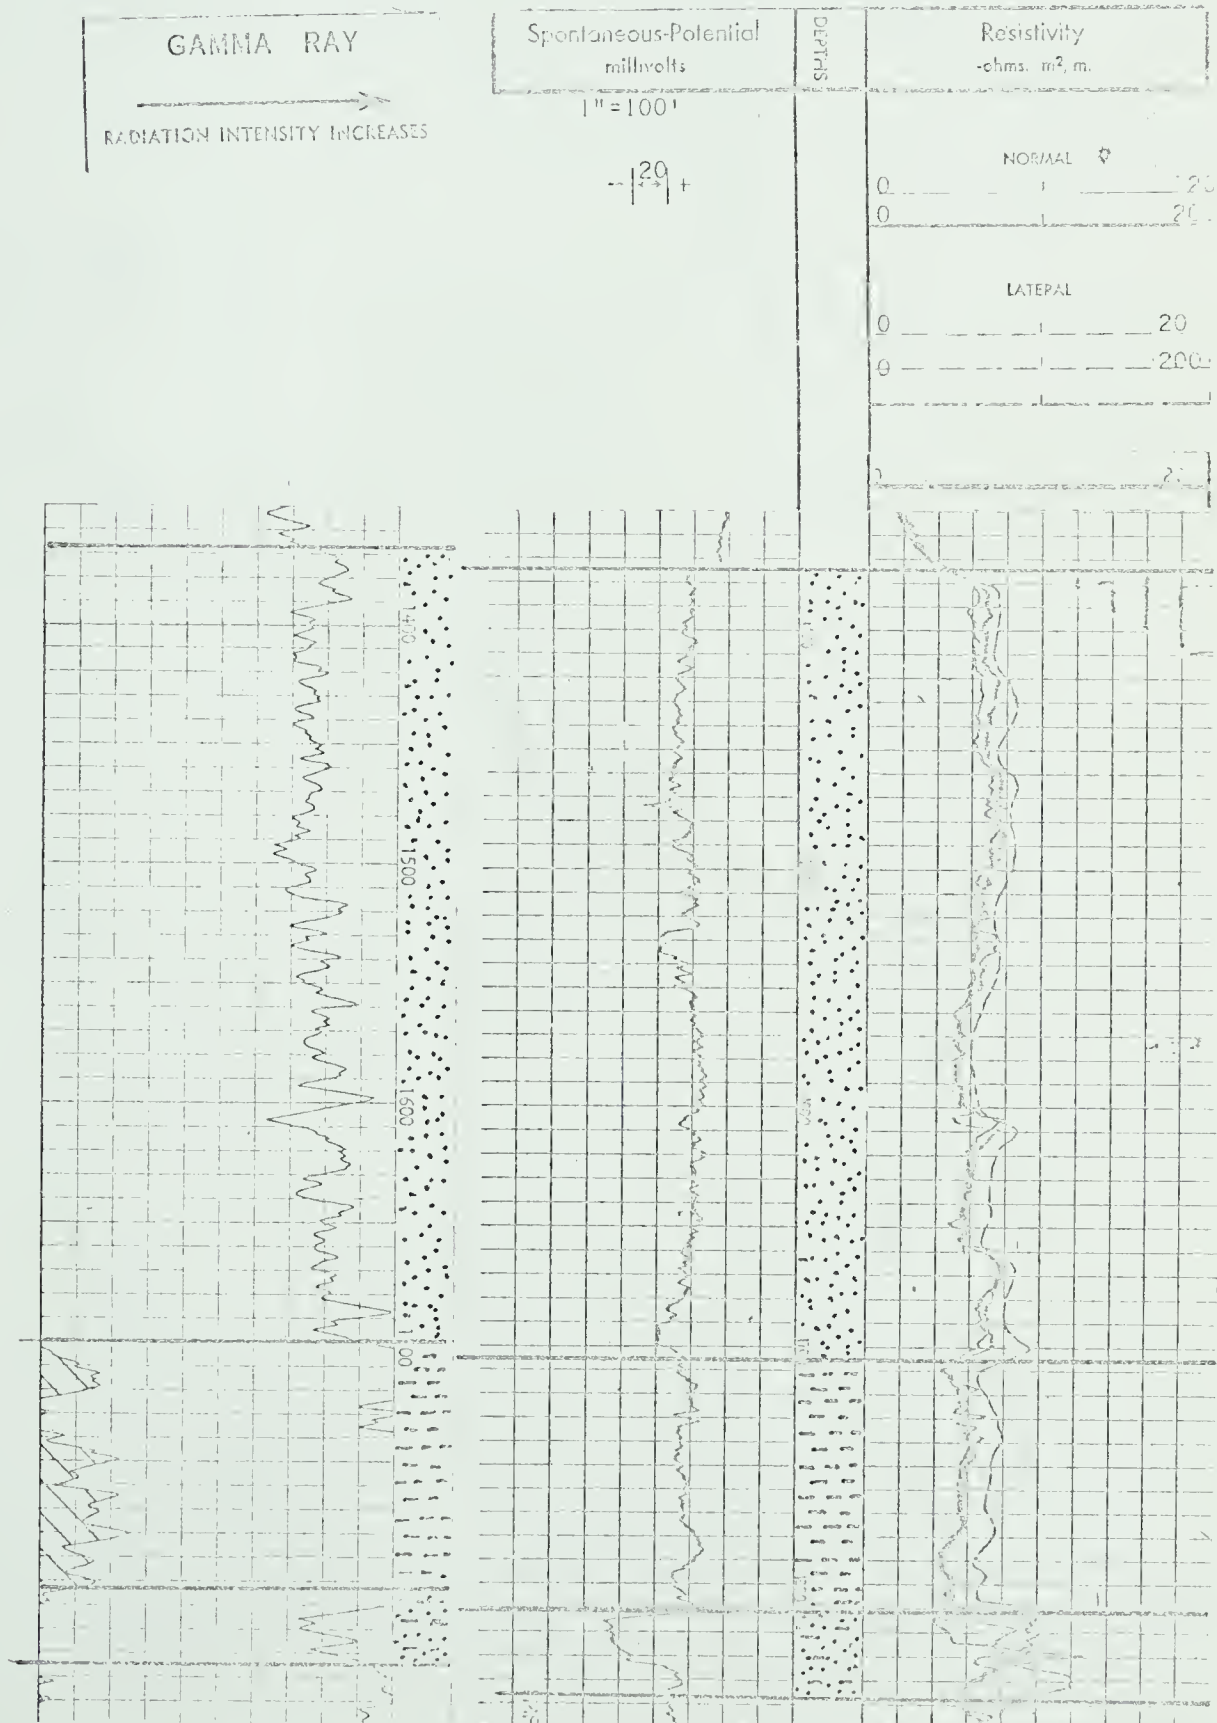 GAMMA RAY
RADIATION INTENSITY INCREASES
Spontaneous-Potential
millivolts
1"=100'
-- 20 +
DEPTHS
Resistivity
-ohms. m², m.
NORMAL
0
0
LATERAL
0 20
0 200
1400
1500
1600